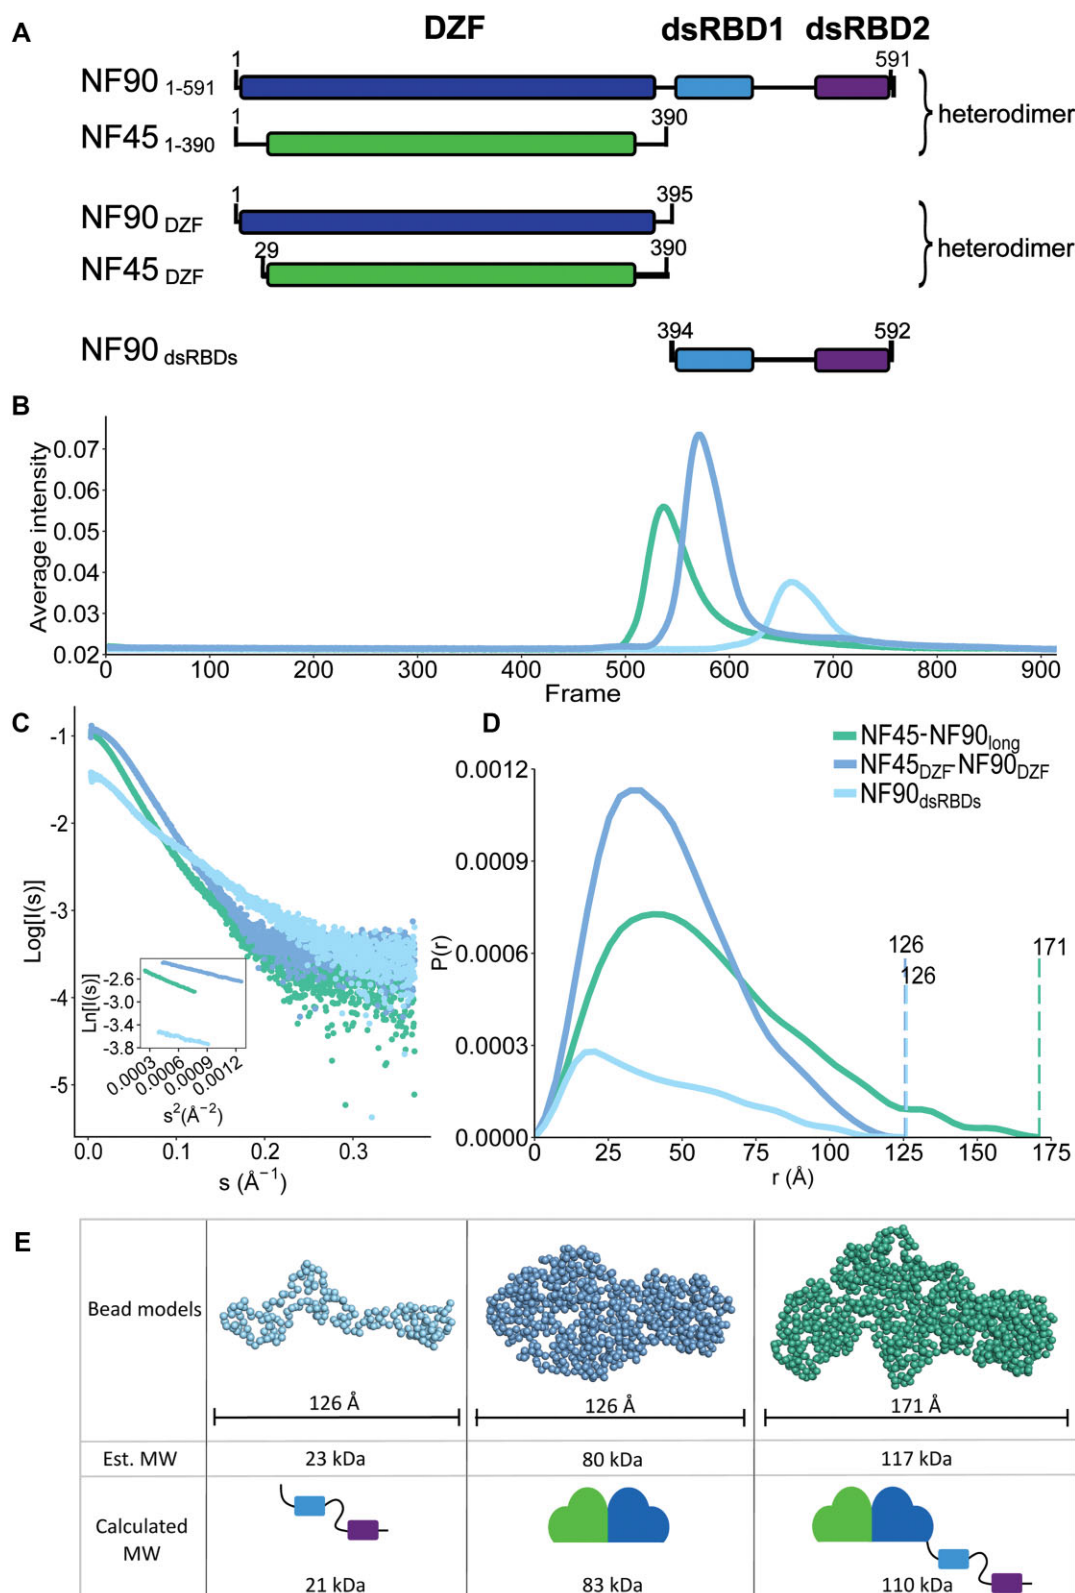 A
DZF
dsRBD1
dsRBD2
1
591
NF90 1-591
1
390
NF45 1-390
heterodimer
1
395
NF90 DZF
29
390
NF45 DZF
heterodimer
394
592
NF90 dsRBDs
B
Average intensity
0.07
0.06
0.05
0.04
0.03
0.02
0 100 200 300 400 500 600 700 800 900
Frame
C
Log[I(s)]
-1
-2
-3
-4
-5
0.0 0.1 0.2 0.3
s (Å⁻¹)
Ln[I(s)]
-2.6
-3.0
-3.4
-3.8
0.0003 0.0006 0.0009 0.0012
s²(Å⁻²)
D
NF45-NF90long
NF45DZF-NF90DZF
NF90dsRBDs
P(r)
0.0012
0.0009
0.0006
0.0003
0.0000
126
126
171
0 25 50 75 100 125 150 175
r (Å)
E
Bead models
126 Å
126 Å
171 Å
Est. MW
23 kDa
80 kDa
117 kDa
Calculated
MW
21 kDa
83 kDa
110 kDa